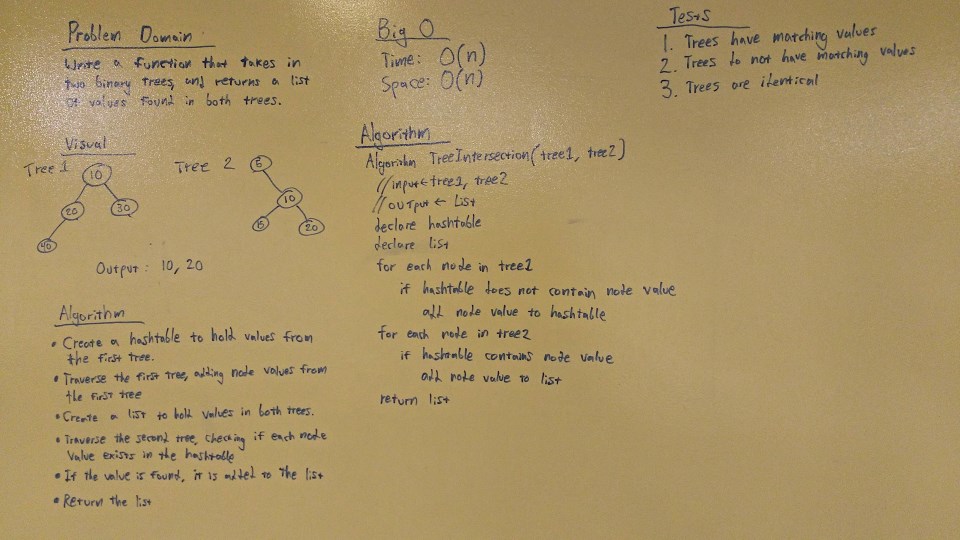 Problem Domain
Write a function that takes in
two binary trees, and returns a list
of values found in both trees.
Visual
Tree 1
10
20
30
40
Tree 2
5
10
15
20
Output: 10, 20
Algorithm
• Create a hashtable to hold values from
the first tree.
• Traverse the first tree, adding node values from
the first tree
• Create a list to hold values in both trees.
• Traverse the second tree, checking if each node
value exists in the hashtable
• If the value is found, it is added to the list
• Return the list
Big O
Time: O(n)
Space: O(n)
Algorithm
Algorithm TreeIntersection(tree1, tree2)
//input ← tree1, tree2
//output ← List
declare hashtable
declare list
for each node in tree1
if hashtable does not contain node value
add node value to hashtable
for each node in tree2
if hashtable contains node value
add node value to list
return list
Tests
1. Trees have matching values
2. Trees do not have matching values
3. Trees are identical